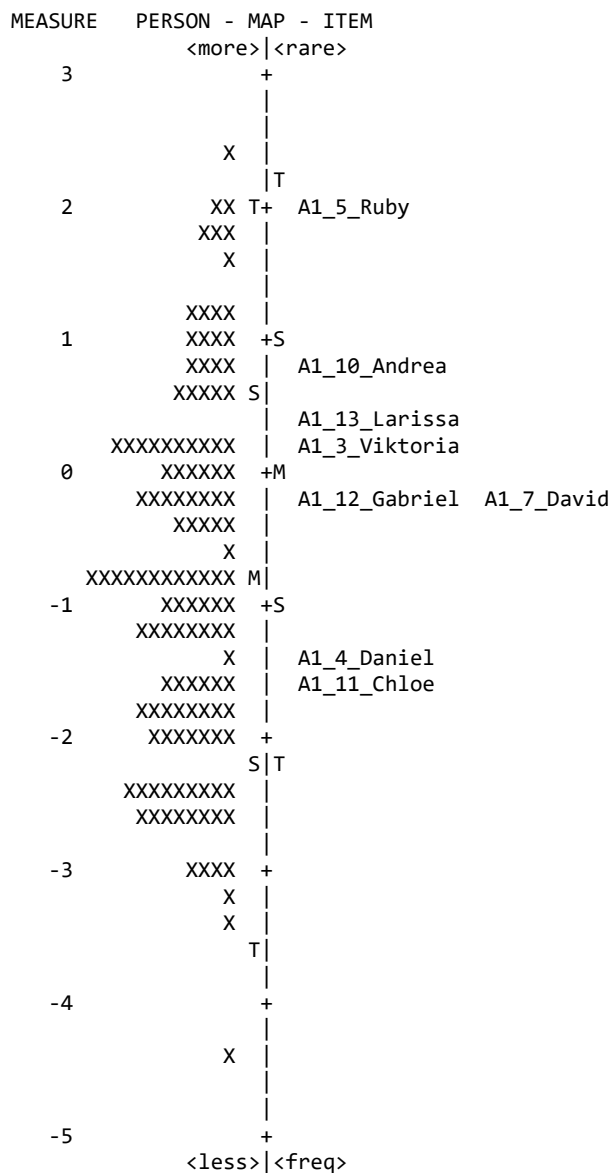 MEASURE   PERSON - MAP - ITEM
              <more>|<rare>
    3               +
                    |
                    |
                 X  |
                    |T
    2           XX T+  A1_5_Ruby
               XXX  |
                 X  |
                    |
              XXXX  |
    1         XXXX  +S
              XXXX  |  A1_10_Andrea
             XXXXX S|
                    |  A1_13_Larissa
        XXXXXXXXXX  |  A1_3_Viktoria
    0       XXXXXX  +M
          XXXXXXXX  |  A1_12_Gabriel  A1_7_David
             XXXXX  |
                 X  |
      XXXXXXXXXXXX M|
   -1       XXXXXX  +S
          XXXXXXXX  |
                 X  |  A1_4_Daniel
            XXXXXX  |  A1_11_Chloe
          XXXXXXXX  |
   -2      XXXXXXX  +
                   S|T
         XXXXXXXXX  |
          XXXXXXXX  |
                    |
   -3         XXXX  +
                 X  |
                 X  |
                   T|
                    |
   -4               +
                    |
                 X  |
                    |
                    |
   -5               +
              <less>|<freq>